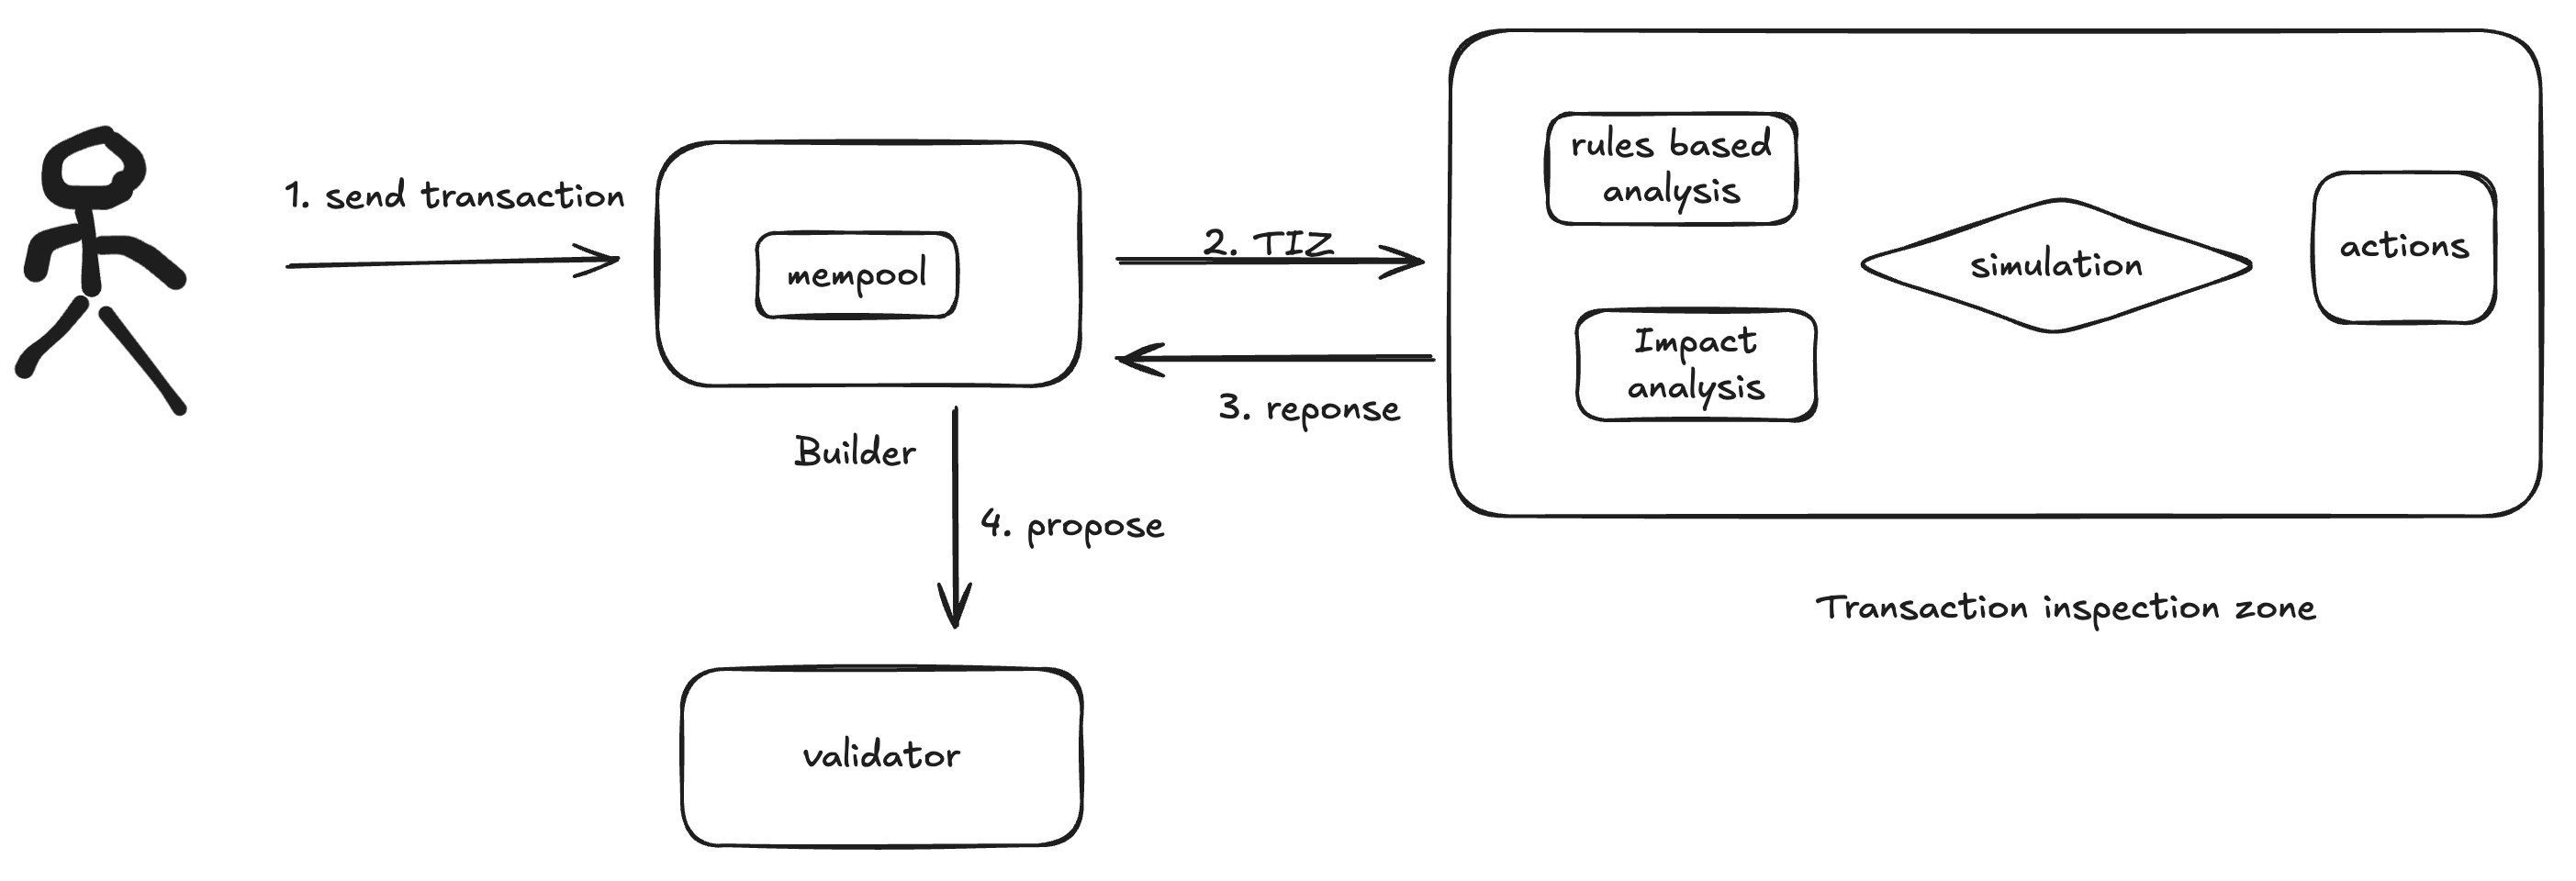 1. send transaction
mempool
2. TIZ
3. reponse
Builder
4. propose
validator
rules based
analysis
Impact
analysis
simulation
actions
Transaction inspection zone